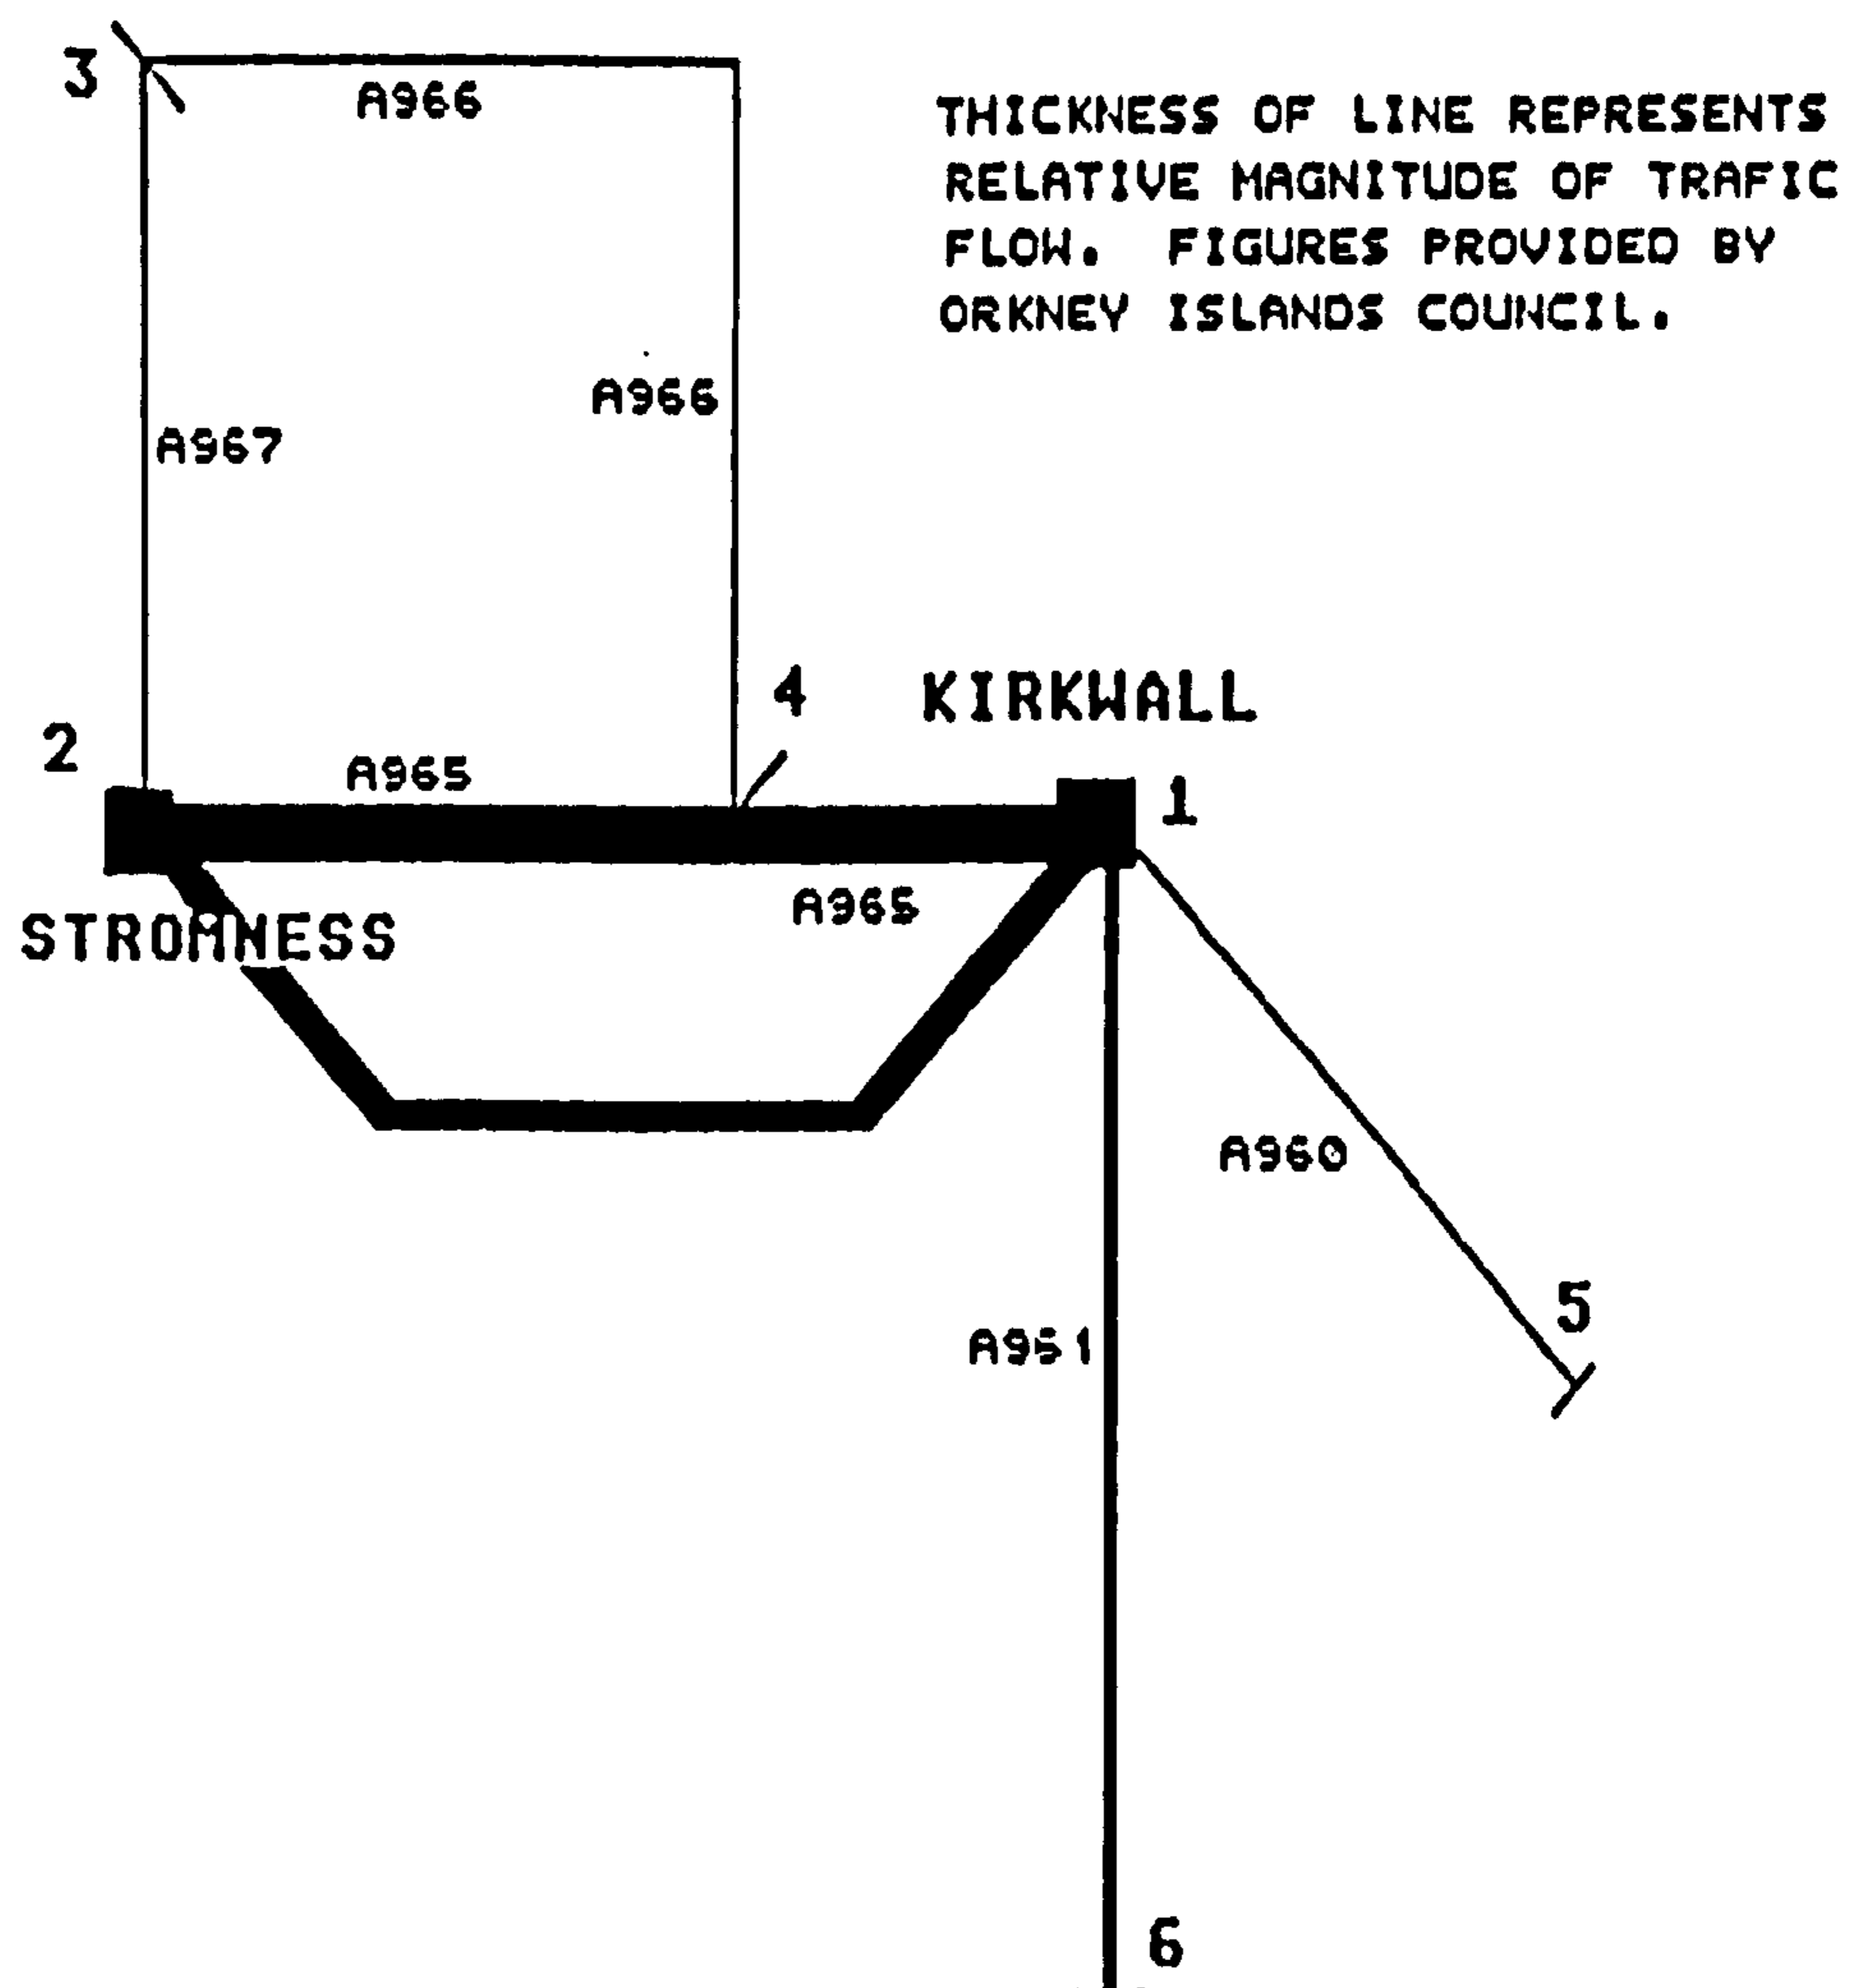 3
A966
THICKNESS OF LINE REPRESENTS
RELATIVE MAGNITUDE OF TRAFIC
FLOW. FIGURES PROVIDED BY
ORKNEY ISLANDS COUNCIL.
A966
A967
4
KIRKWALL
2
A965
1
A965
STROMNESS
A960
5
A961
6